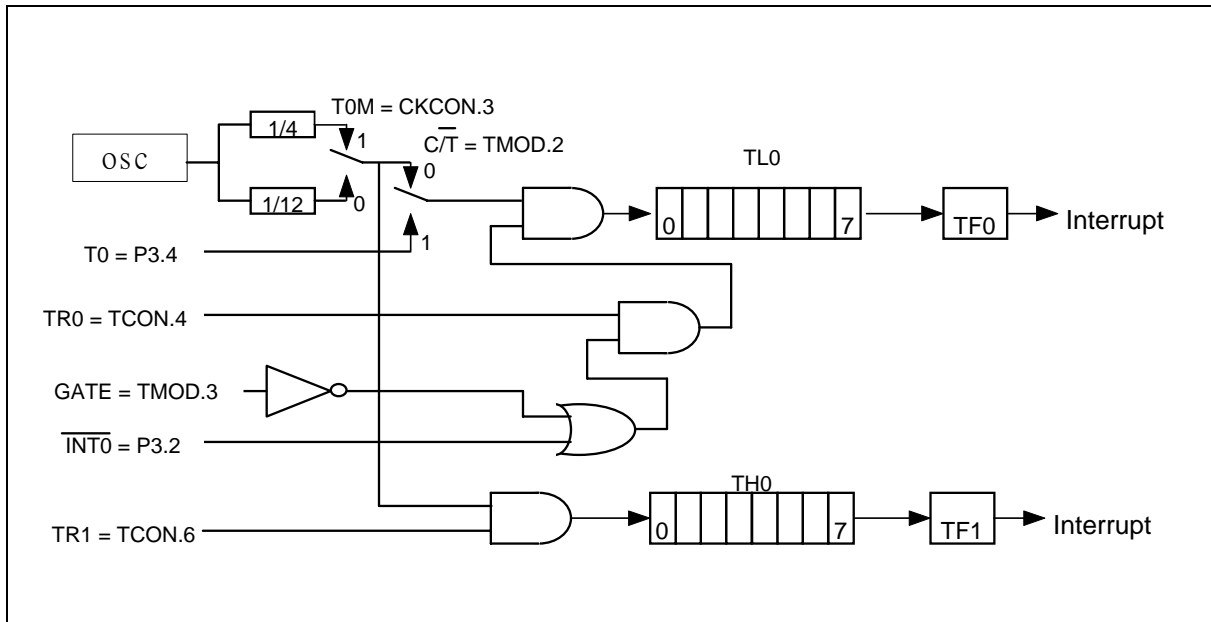 T0M = CKCON.3
1/4
1
C/T = TMOD.2
OSC
0
TL0
1/12
0
0
7
TF0
Interrupt
T0 = P3.4
1
TR0 = TCON.4
GATE = TMOD.3
INT0 = P3.2
TH0
0
7
TF1
Interrupt
TR1 = TCON.6